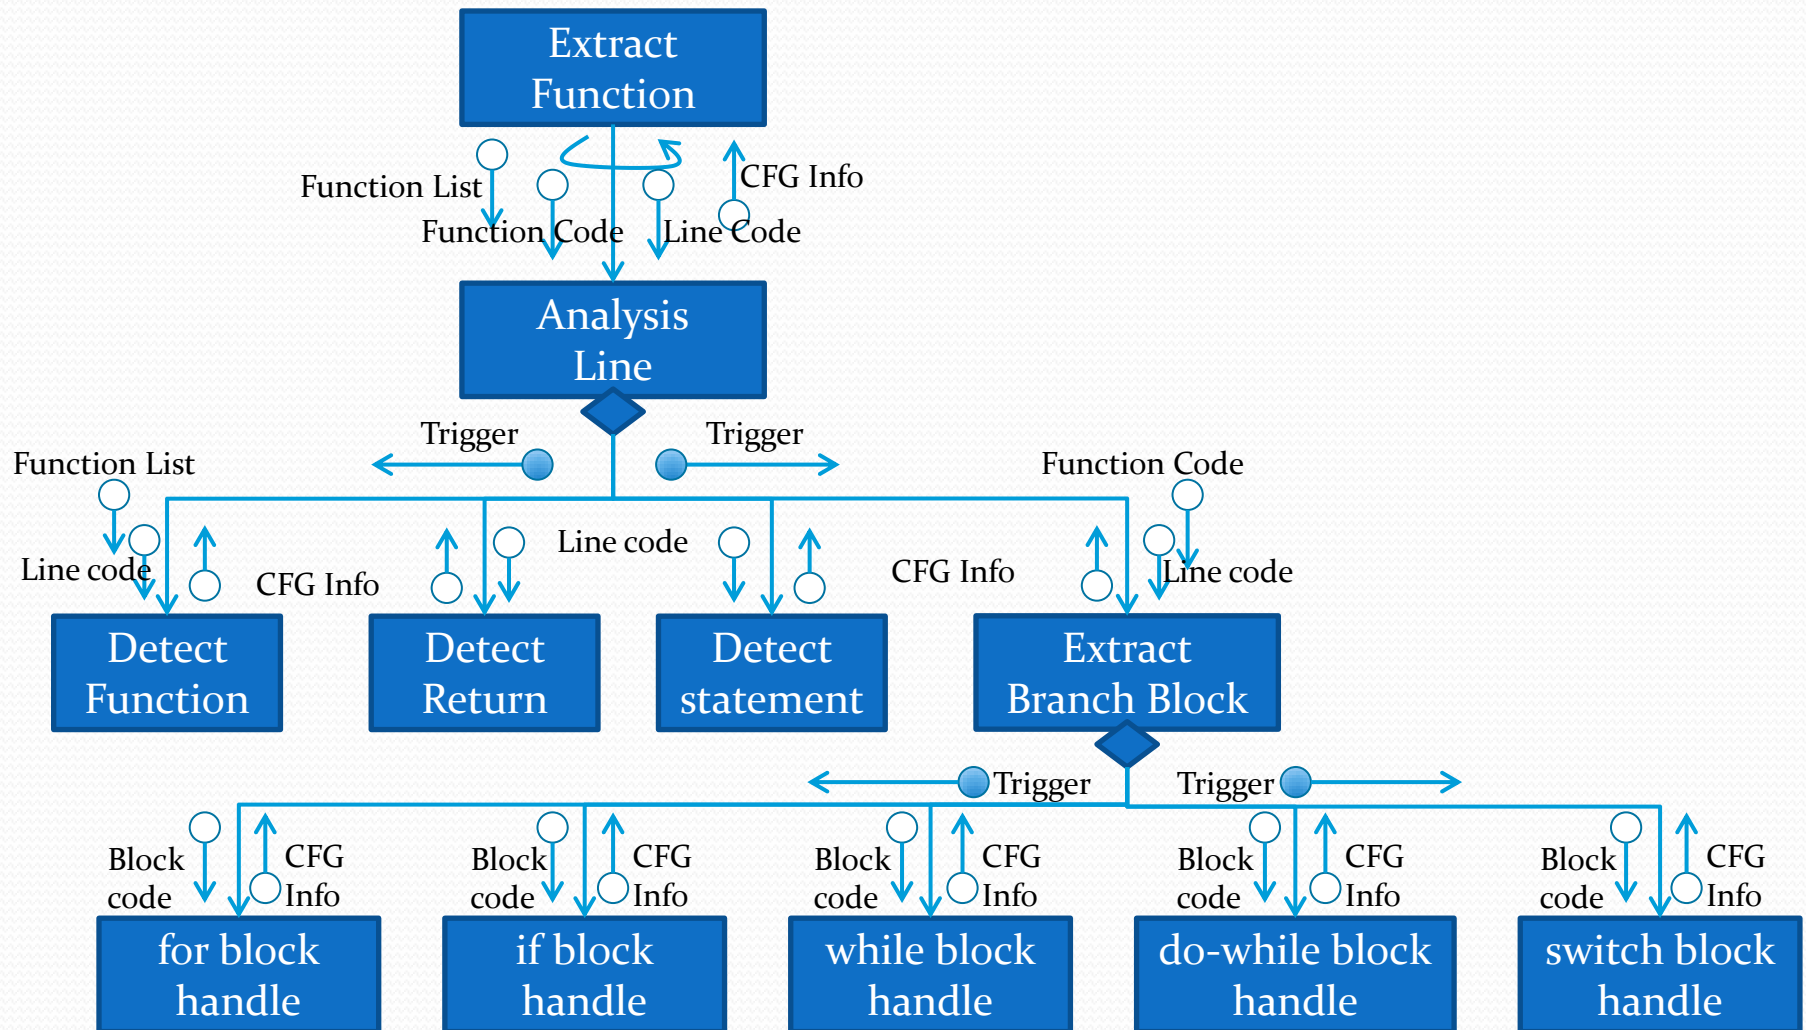 Extract
Function
Function List
CFG Info
Function Code
Line Code
Analysis
Line
Trigger
Trigger
Function List
Function Code
Line code
Line code
CFG Info
CFG Info
Line code
Detect
Function
Detect
Return
Detect
statement
Extract
Branch Block
Trigger
Trigger
Block
code
CFG
Info
Block
code
CFG
Info
Block
code
CFG
Info
Block
code
CFG
Info
Block
code
CFG
Info
for block
handle
if block
handle
while block
handle
do-while block
handle
switch block
handle